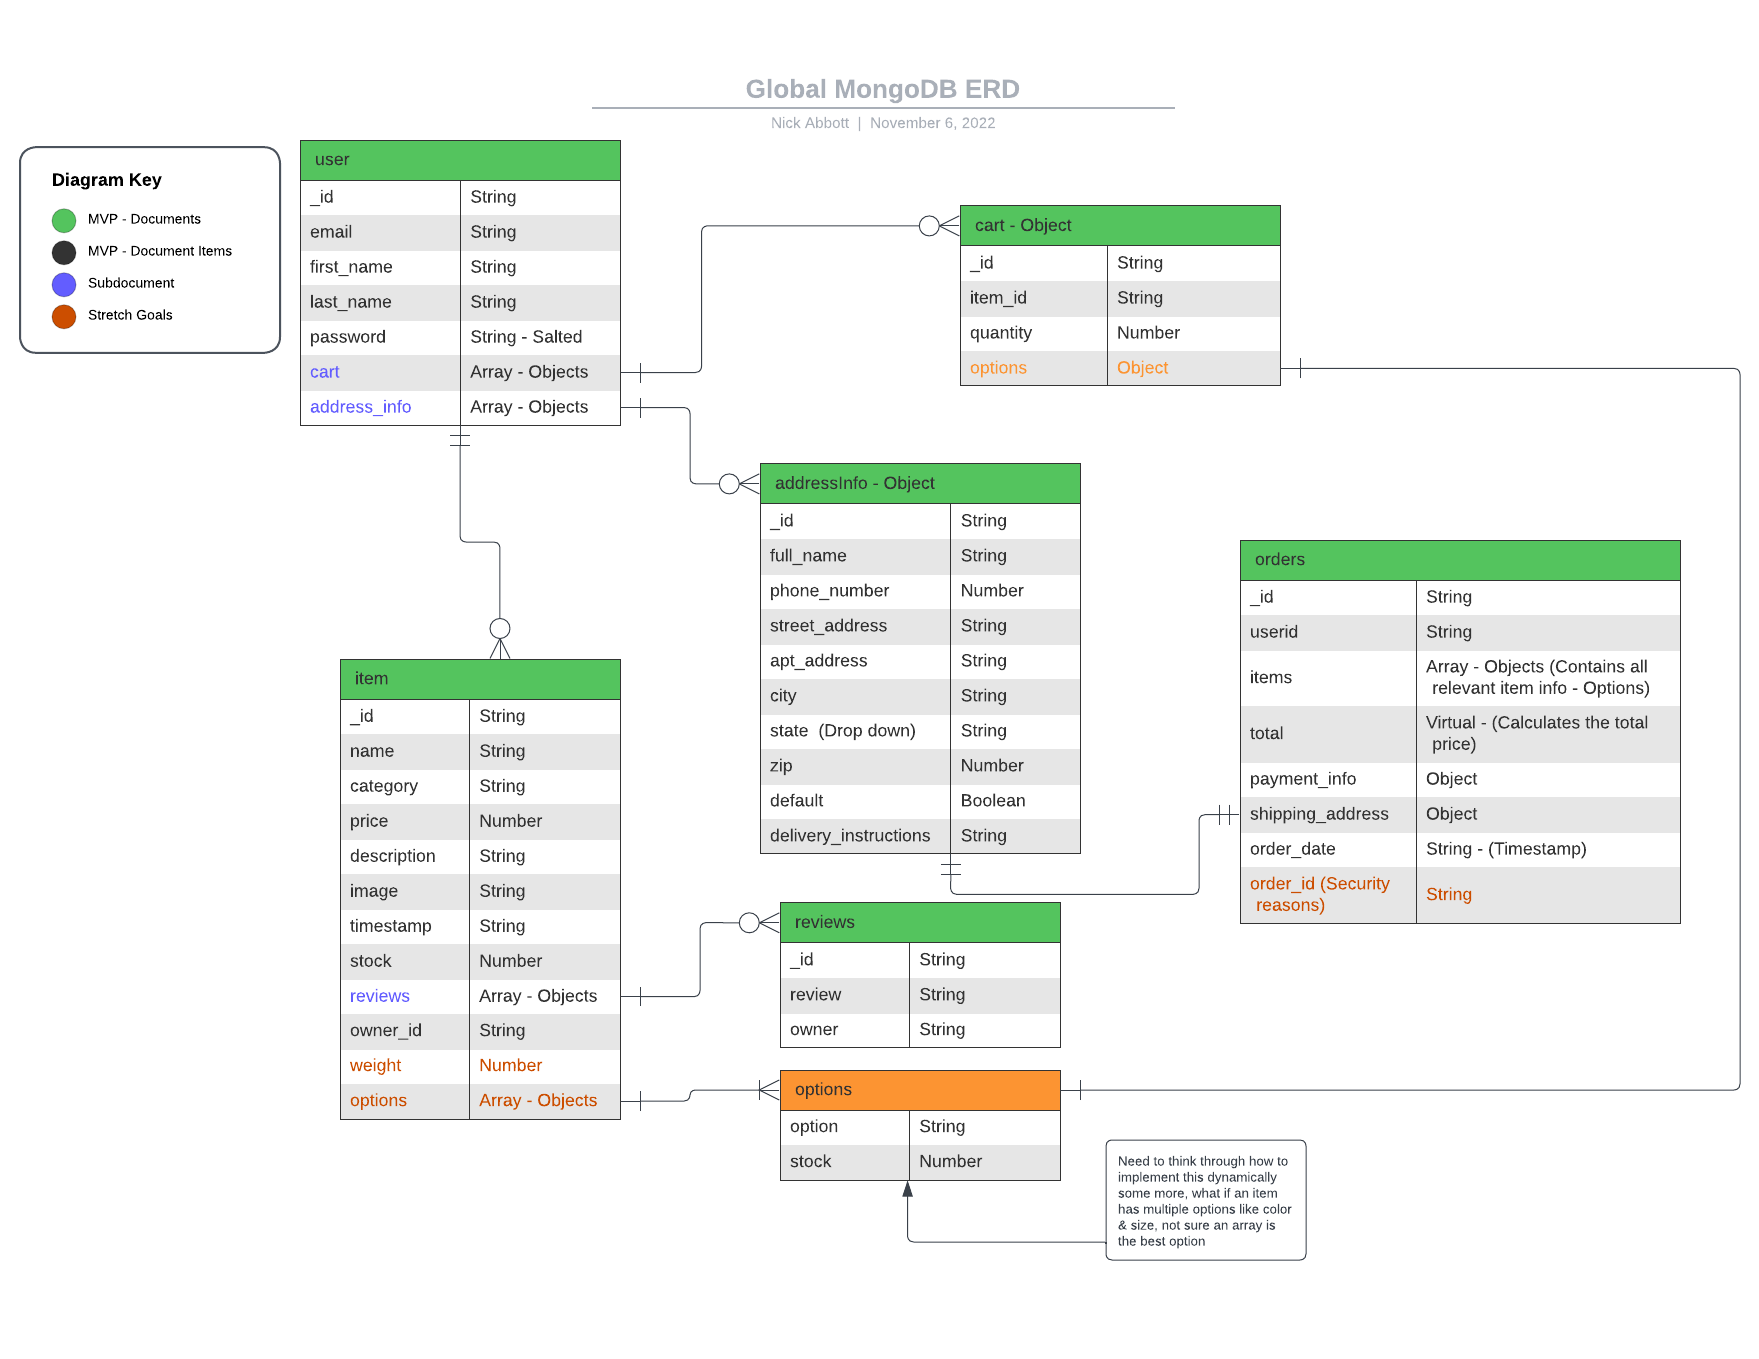 Global MongoDB ERD
Nick Abbott | November 6, 2022
Diagram Key
MVP - Documents
MVP - Document Items
Subdocument
Stretch Goals
user
_id String
email String
first_name String
last_name String
password String - Salted
cart Array - Objects
address_info Array - Objects
cart - Object
_id String
item_id String
quantity Number
options Object
addressInfo - Object
_id String
full_name String
phone_number Number
street_address String
apt_address String
city String
state (Drop down) String
zip Number
default Boolean
delivery_instructions String
orders
_id String
userid String
items Array - Objects (Contains all
relevant item info - Options)
total Virtual - (Calculates the total
price)
payment_info Object
shipping_address Object
order_date String - (Timestamp)
order_id (Security
reasons) String
item
_id String
name String
category String
price Number
description String
image String
timestamp String
stock Number
reviews Array - Objects
owner_id String
weight Number
options Array - Objects
reviews
_id String
review String
owner String
options
option String
stock Number
Need to think through how to
implement this dynamically
some more, what if an item
has multiple options like color
& size, not sure an array is
the best option